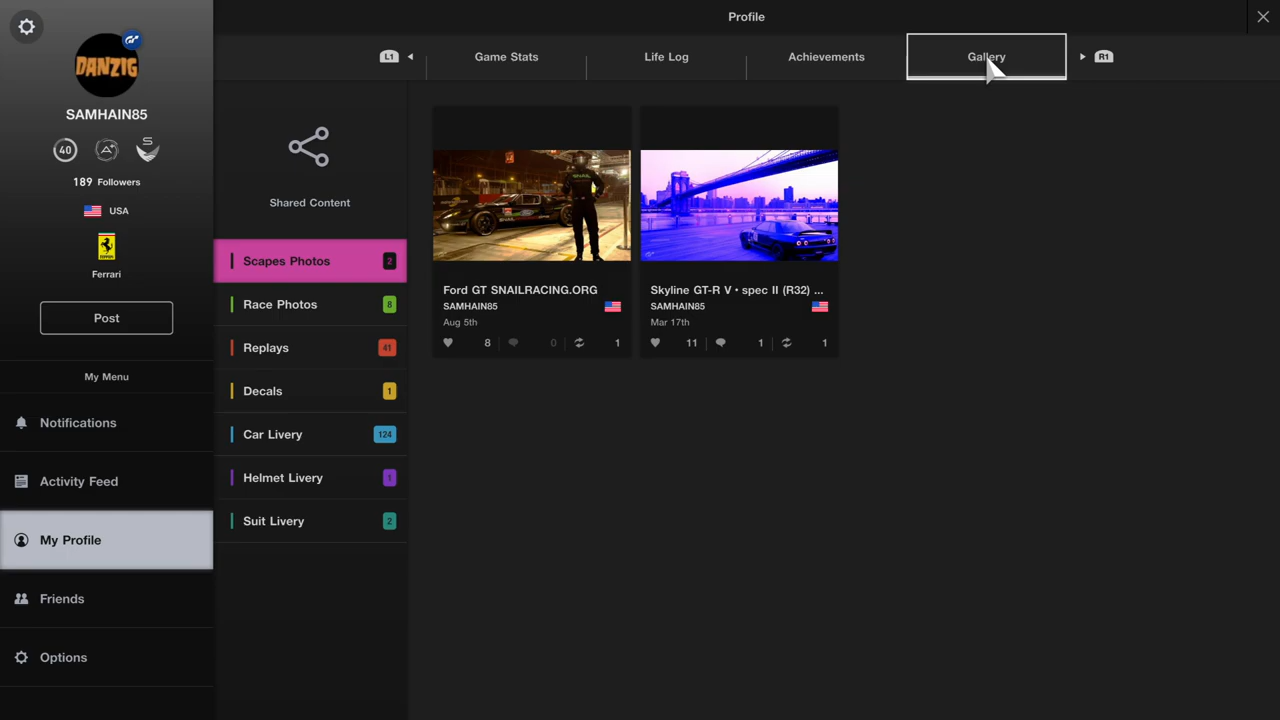 Profile
L1
Game Stats
Life Log
Achievements
Gallery
R1
DANZIG
SAMHAIN85
40
A+
S
189 Followers
USA
Ferrari
Post
My Menu
Notifications
Activity Feed
My Profile
Friends
Options
Shared Content
Scapes Photos 2
Race Photos 8
Replays 41
Decals 1
Car Livery 124
Helmet Livery 1
Suit Livery 2
SNAIL
Ford GT SNAILRACING.ORG
SAMHAIN85
Aug 5th
8 0 1
Skyline GT-R V・spec II (R32) ...
SAMHAIN85
Mar 17th
11 1 1